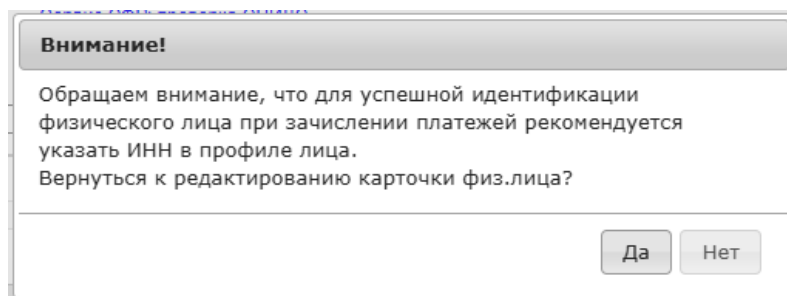 Внимание!
Обращаем внимание, что для успешной идентификации
физического лица при зачислении платежей рекомендуется
указать ИНН в профиле лица.
Вернуться к редактированию карточки физ.лица?
Да Нет